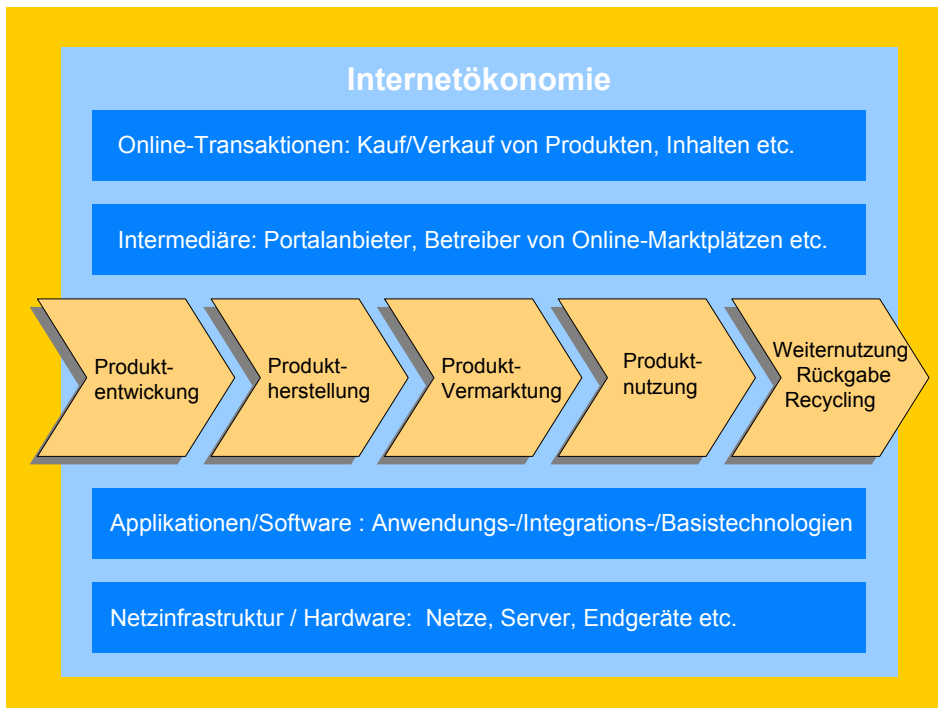 Internetökonomie
Online-Transaktionen: Kauf/Verkauf von Produkten, Inhalten etc.
Intermediäre: Portalanbieter, Betreiber von Online-Marktplätzen etc.
Produkt-
entwickung
Produkt-
herstellung
Produkt-
Vermarktung
Produkt-
nutzung
Weiternutzung
Rückgabe
Recycling
Applikationen/Software : Anwendungs-/Integrations-/Basistechnologien
Netzinfrastruktur / Hardware: Netze, Server, Endgeräte etc.